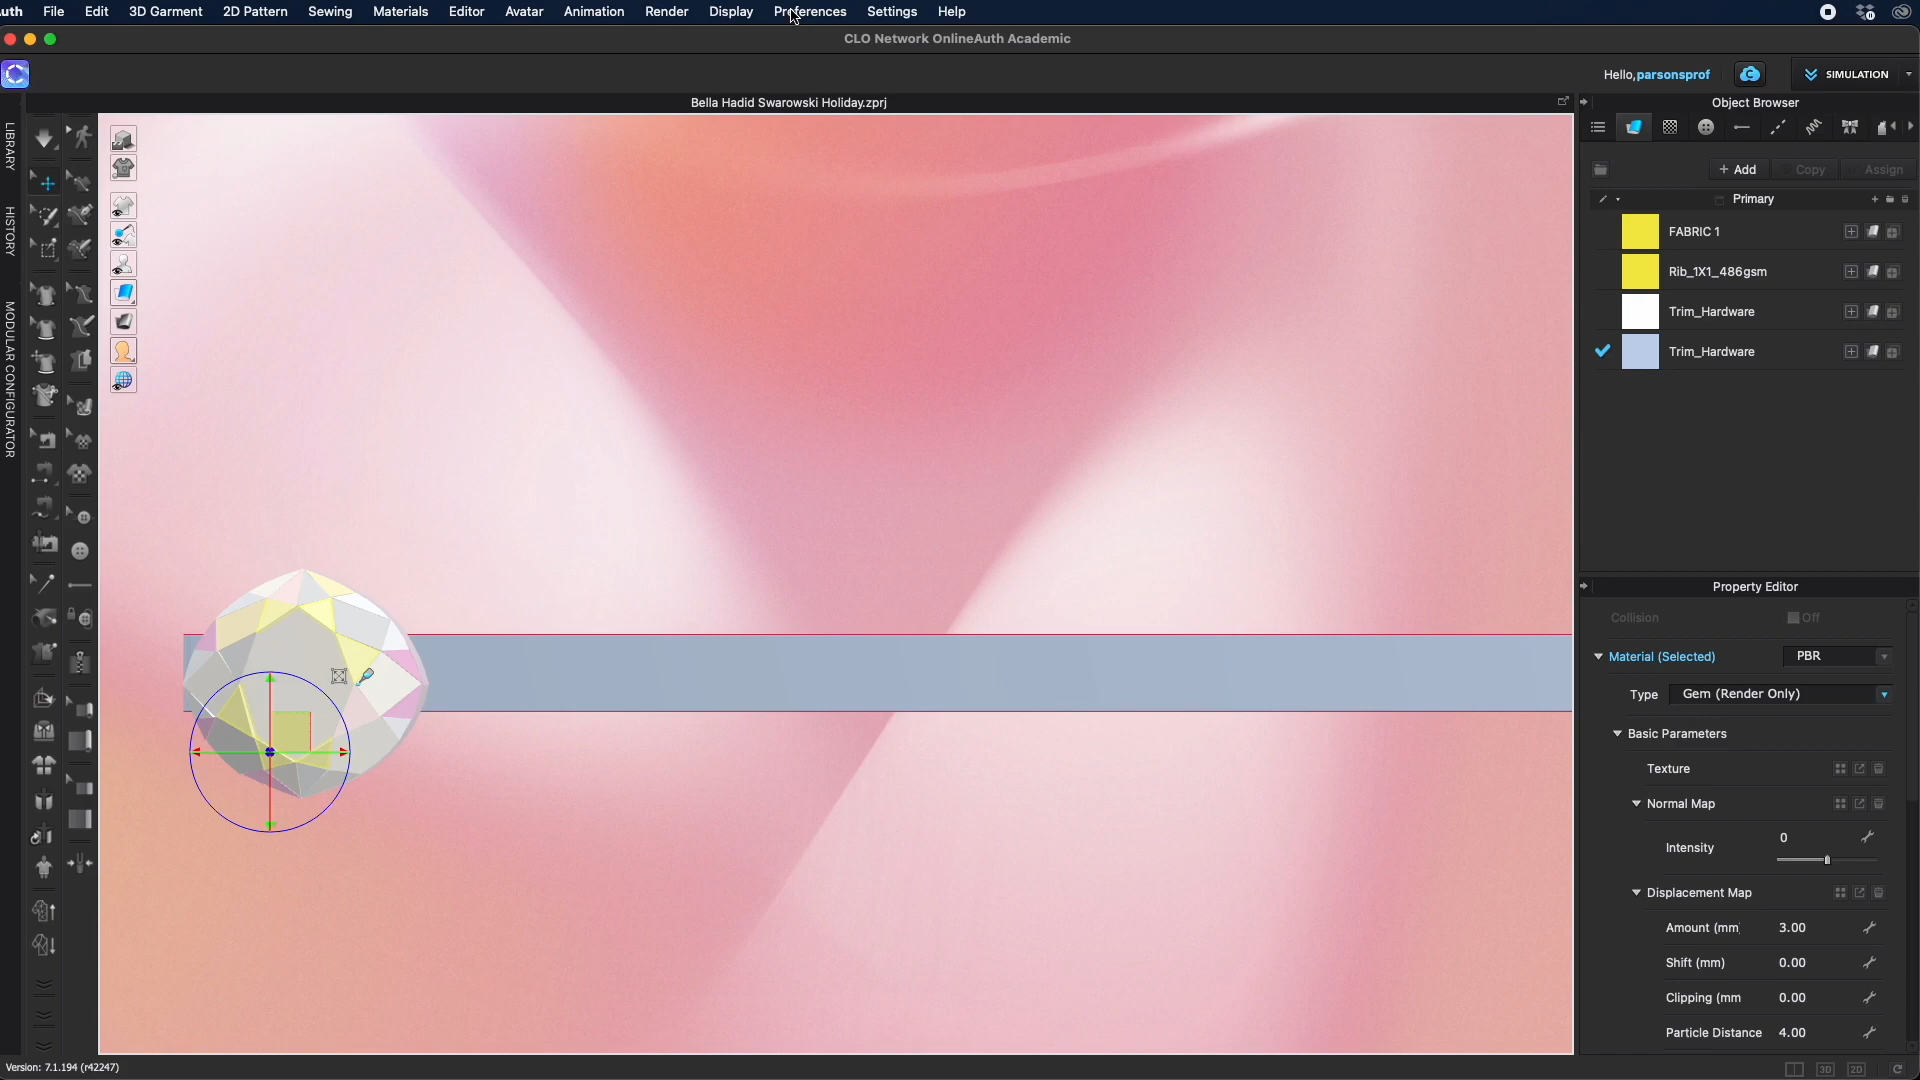 uth File Edit 3D Garment 2D Pattern Sewing Materials Editor Avatar Animation Render Display Preferences Settings Help
CLO Network OnlineAuth Academic
Hello,parsonsprof
SIMULATION
Bella Hadid Swarowski Holiday.zprj
Object Browser
LIBRARY
HISTORY
MODULAR CONFIGURATOR
+ Add Copy Assign
Primary
FABRIC 1
Rib_1X1_486gsm
Trim_Hardware
Trim_Hardware
Property Editor
Collision Off
Material (Selected) PBR
Type Gem (Render Only)
Basic Parameters
Texture
Normal Map
Intensity 0
Displacement Map
Amount (mm 3.00
Shift (mm) 0.00
Clipping (mm 0.00
Particle Distance 4.00
Version: 7.1.194 (r42247)
3D 2D